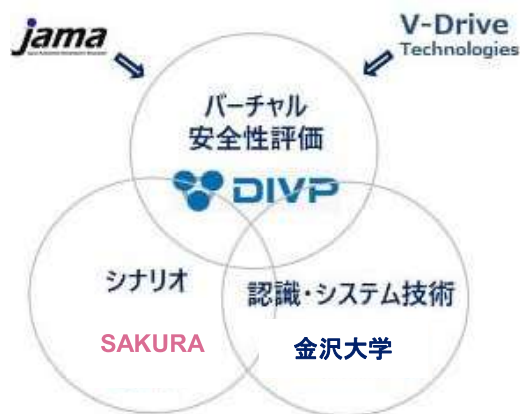 jama
V-Drive
Technologies
バーチャル
安全性評価
DIVP
シナリオ
認識・システム技術
SAKURA
金沢大学